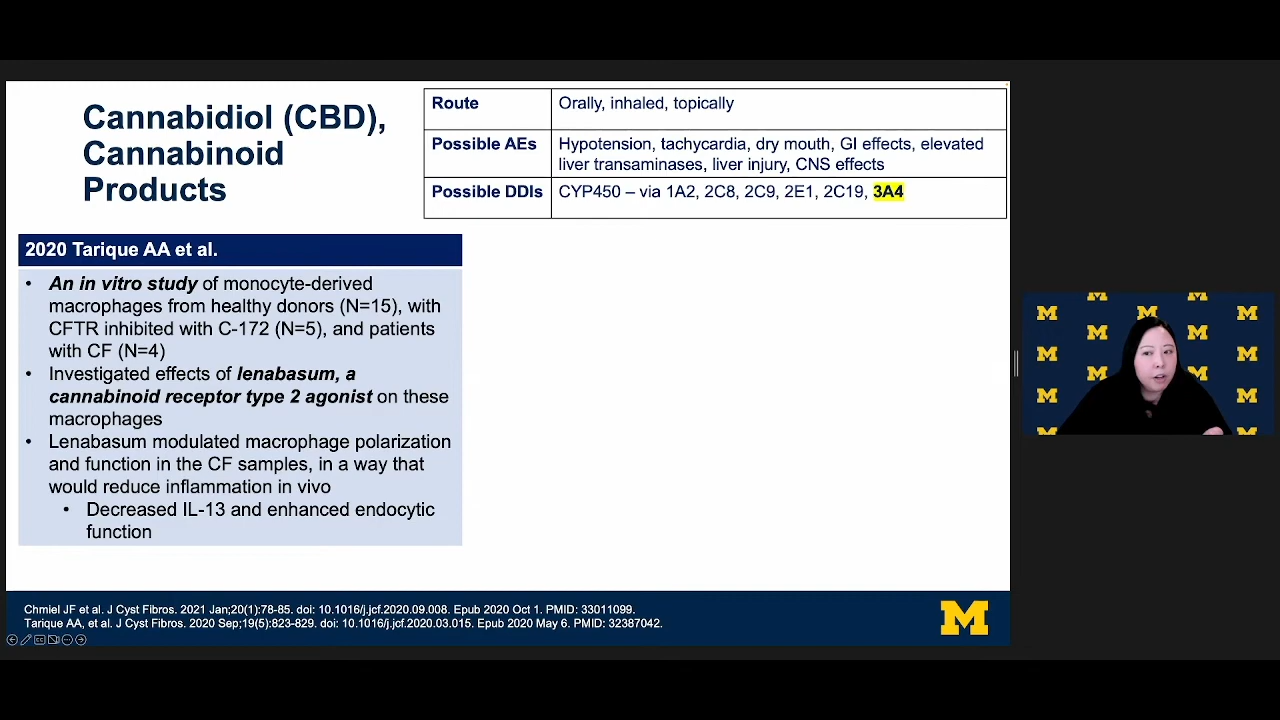 Cannabidiol (CBD),
Cannabinoid
Products
Route
Orally, inhaled, topically
Possible AEs
Hypotension, tachycardia, dry mouth, GI effects, elevated
liver transaminases, liver injury, CNS effects
Possible DDIs
CYP450 – via 1A2, 2C8, 2C9, 2E1, 2C19, 3A4
2020 Tarique AA et al.
• An in vitro study of monocyte-derived
macrophages from healthy donors (N=15), with
CFTR inhibited with C-172 (N=5), and patients
with CF (N=4)
• Investigated effects of lenabasum, a
cannabinoid receptor type 2 agonist on these
macrophages
• Lenabasum modulated macrophage polarization
and function in the CF samples, in a way that
would reduce inflammation in vivo
• Decreased IL-13 and enhanced endocytic
function
Chmiel JF et al. J Cyst Fibros. 2021 Jan;20(1):78-85. doi: 10.1016/j.jcf.2020.09.008. Epub 2020 Oct 1. PMID: 33011099.
Tarique AA, et al. J Cyst Fibros. 2020 Sep;19(5):823-829. doi: 10.1016/j.jcf.2020.03.015. Epub 2020 May 6. PMID: 32387042.
M